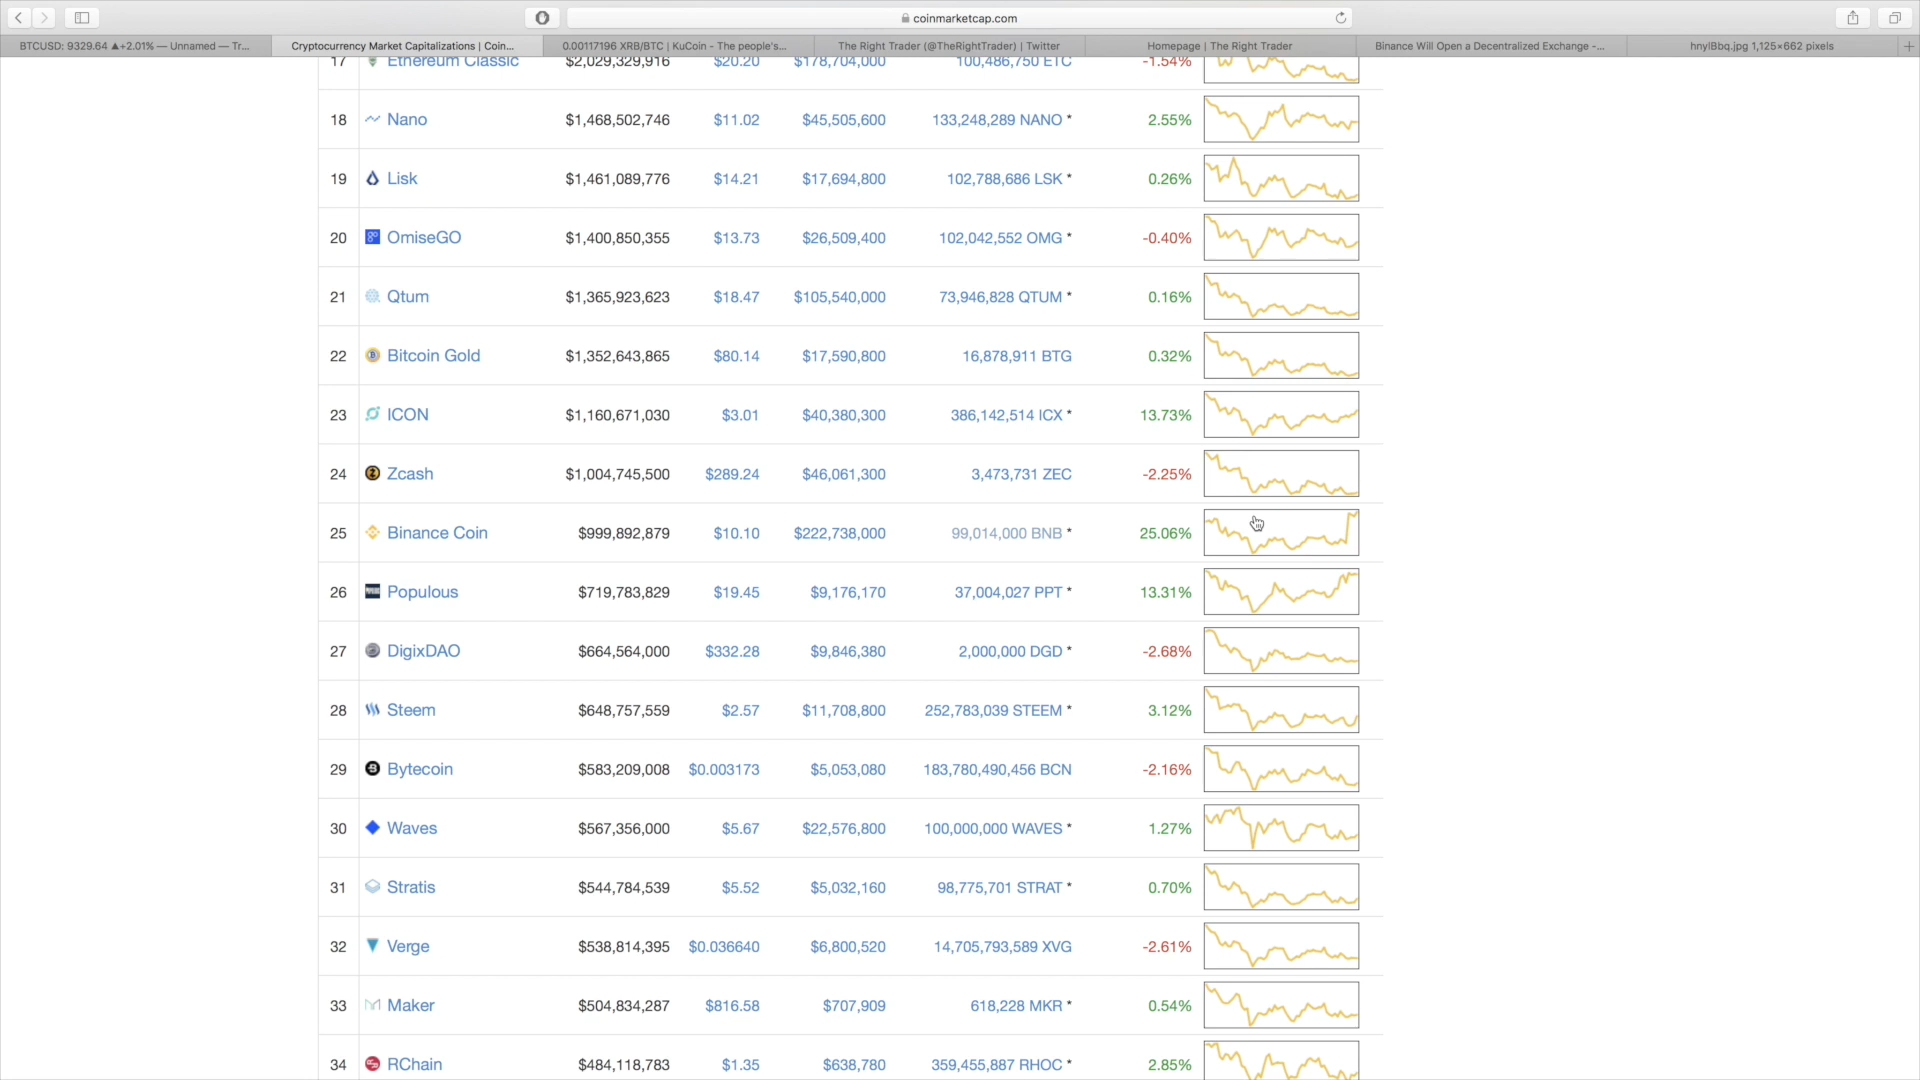 coinmarketcap.com
BTCUSD: 9329.64 ▲+2.01% — Unnamed — Tr...
Cryptocurrency Market Capitalizations | Coin...
0.00117196 XRB/BTC | KuCoin - The people's...
The Right Trader (@TheRightTrader) | Twitter
Homepage | The Right Trader
Binance Will Open a Decentralized Exchange -...
hnyIBbq.jpg 1,125×662 pixels
17 Ethereum Classic $2,029,329,916 $20.20 $178,704,000 100,486,750 ETC -1.54%
18 Nano $1,468,502,746 $11.02 $45,505,600 133,248,289 NANO * 2.55%
19 Lisk $1,461,089,776 $14.21 $17,694,800 102,788,686 LSK * 0.26%
20 OmiseGO $1,400,850,355 $13.73 $26,509,400 102,042,552 OMG * -0.40%
21 Qtum $1,365,923,623 $18.47 $105,540,000 73,946,828 QTUM * 0.16%
22 Bitcoin Gold $1,352,643,865 $80.14 $17,590,800 16,878,911 BTG 0.32%
23 ICON $1,160,671,030 $3.01 $40,380,300 386,142,514 ICX * 13.73%
24 Zcash $1,004,745,500 $289.24 $46,061,300 3,473,731 ZEC -2.25%
25 Binance Coin $999,892,879 $10.10 $222,738,000 99,014,000 BNB * 25.06%
26 Populous $719,783,829 $19.45 $9,176,170 37,004,027 PPT * 13.31%
27 DigixDAO $664,564,000 $332.28 $9,846,380 2,000,000 DGD * -2.68%
28 Steem $648,757,559 $2.57 $11,708,800 252,783,039 STEEM * 3.12%
29 Bytecoin $583,209,008 $0.003173 $5,053,080 183,780,490,456 BCN -2.16%
30 Waves $567,356,000 $5.67 $22,576,800 100,000,000 WAVES * 1.27%
31 Stratis $544,784,539 $5.52 $5,032,160 98,775,701 STRAT * 0.70%
32 Verge $538,814,395 $0.036640 $6,800,520 14,705,793,589 XVG -2.61%
33 Maker $504,834,287 $816.58 $707,909 618,228 MKR * 0.54%
34 RChain $484,118,783 $1.35 $638,780 359,455,887 RHOC * 2.85%